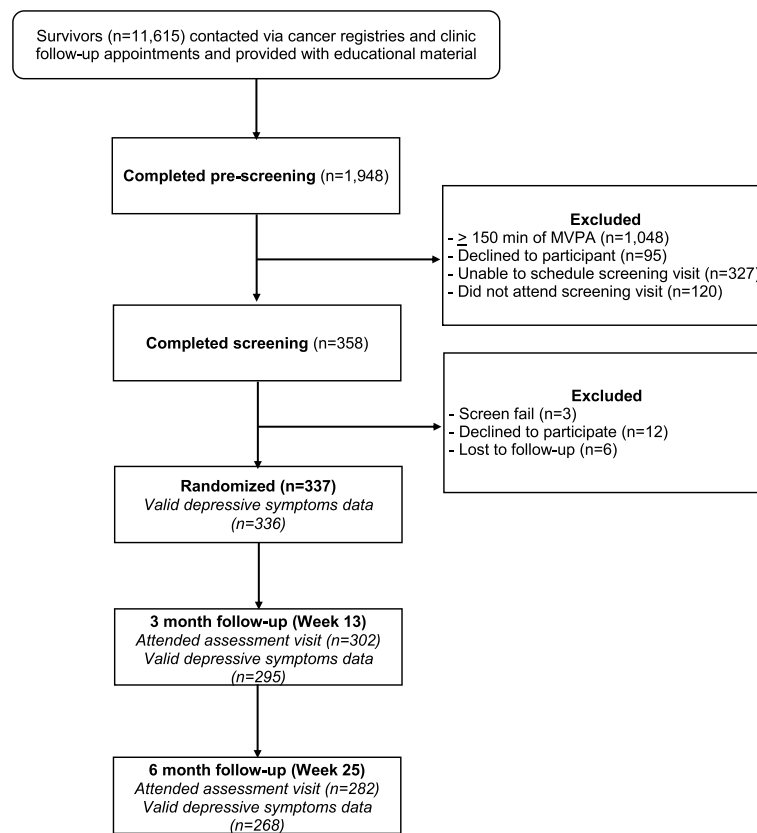 Survivors (n=11,615) contacted via cancer registries and clinic
follow-up appointments and provided with educational material
Completed pre-screening (n=1,948)
Excluded
- ≥ 150 min of MVPA (n=1,048)
- Declined to participant (n=95)
- Unable to schedule screening visit (n=327)
- Did not attend screening visit (n=120)
Completed screening (n=358)
Excluded
- Screen fail (n=3)
- Declined to participate (n=12)
- Lost to follow-up (n=6)
Randomized (n=337)
Valid depressive symptoms data
(n=336)
3 month follow-up (Week 13)
Attended assessment visit (n=302)
Valid depressive symptoms data
(n=295)
6 month follow-up (Week 25)
Attended assessment visit (n=282)
Valid depressive symptoms data
(n=268)